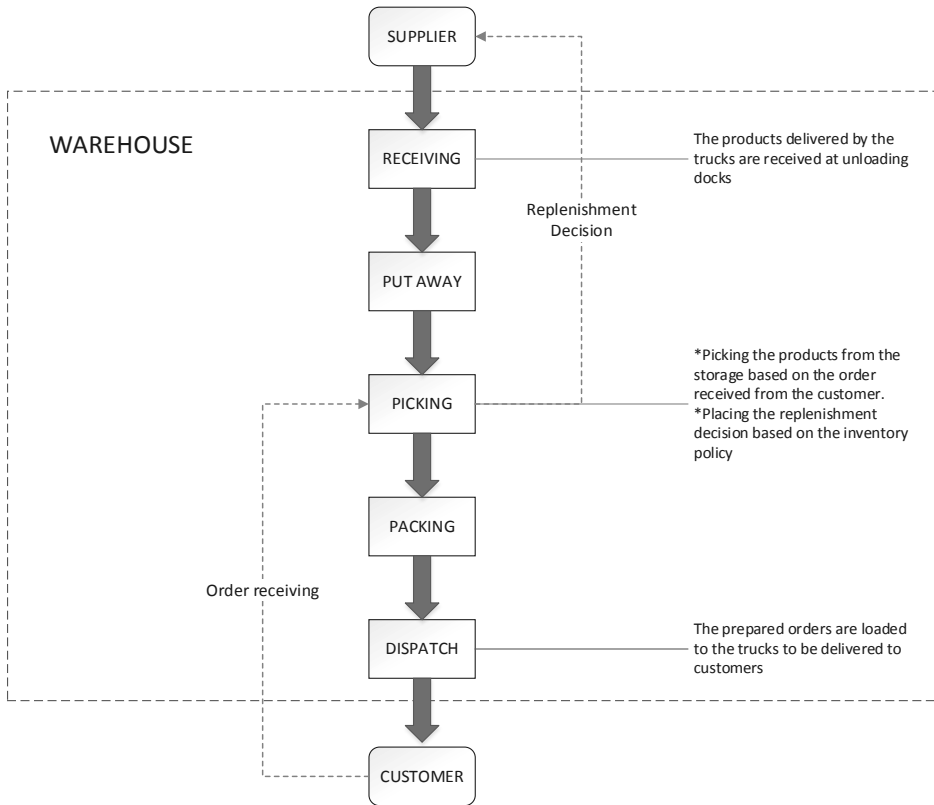 SUPPLIER
WAREHOUSE
RECEIVING
The products delivered by the
trucks are received at unloading
docks
Replenishment
Decision
PUT AWAY
PICKING
*Picking the products from the
storage based on the order
received from the customer.
*Placing the replenishment
decision based on the inventory
policy
PACKING
Order receiving
DISPATCH
The prepared orders are loaded
to the trucks to be delivered to
customers
CUSTOMER